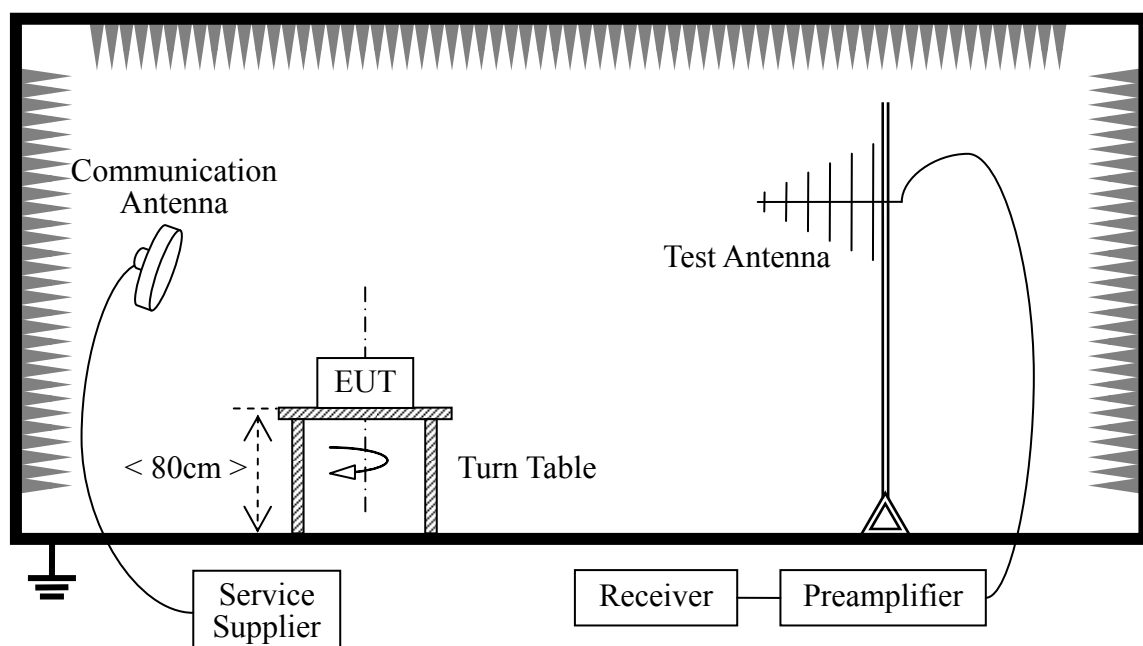 Communication
Antenna
Test Antenna
EUT
< 80cm >
Turn Table
Service
Supplier
Receiver
Preamplifier